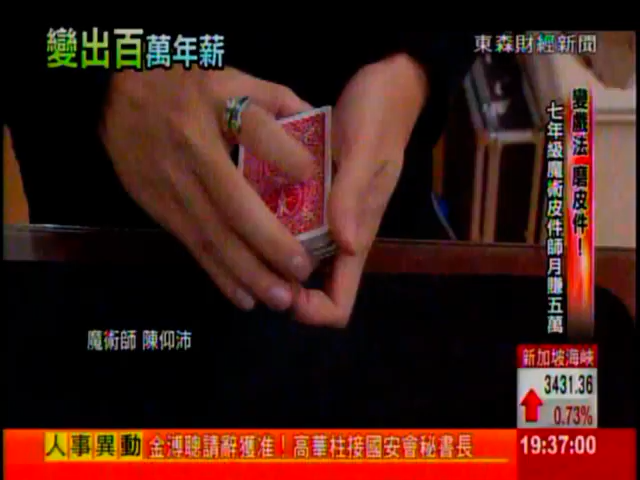 變出百萬年薪
東森財經新聞
變戲法 磨皮件!
七年級魔術皮件師月賺五萬
魔術師 陳仰沛
新加坡海峽
3431.36
0.73%
人事異動 金溥聰請辭獲准!高華柱接國安會秘書長
19:37:00